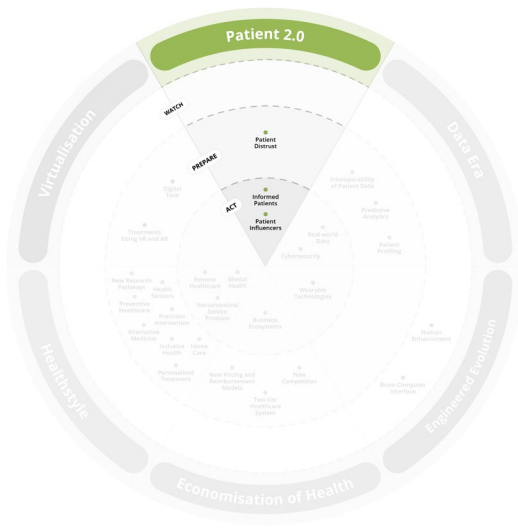 Patient 2.0
WATCH
PREPARE
ACT
Patient
Distrust
Informed
Patients
Patient
Influencers
Virtualisation
Digital
Twin
Treatments
Using VR and AR
Data Era
Interoperability
of Patient Data
Predictive
Analytics
Patient
Profiling
Real-world
Data
Cybersecurity
Engineered Evolution
Wearable
Technologies
Human
Enhancement
Brain-Computer
Interface
Economisation of Health
Business
Ecosystems
New Pricing and
Reimbursement
Models
New
Competition
Two-tier
Healthcare
System
Healthstyle
Remote
Healthcare
Mental
Health
New Research
Pathways
Health
Seekers
Preventive
Healthcare
Precision
Intervention
Service
Provision
Alternative
Medicine
Inclusive
Health
Home
Care
Personalised
Treatment